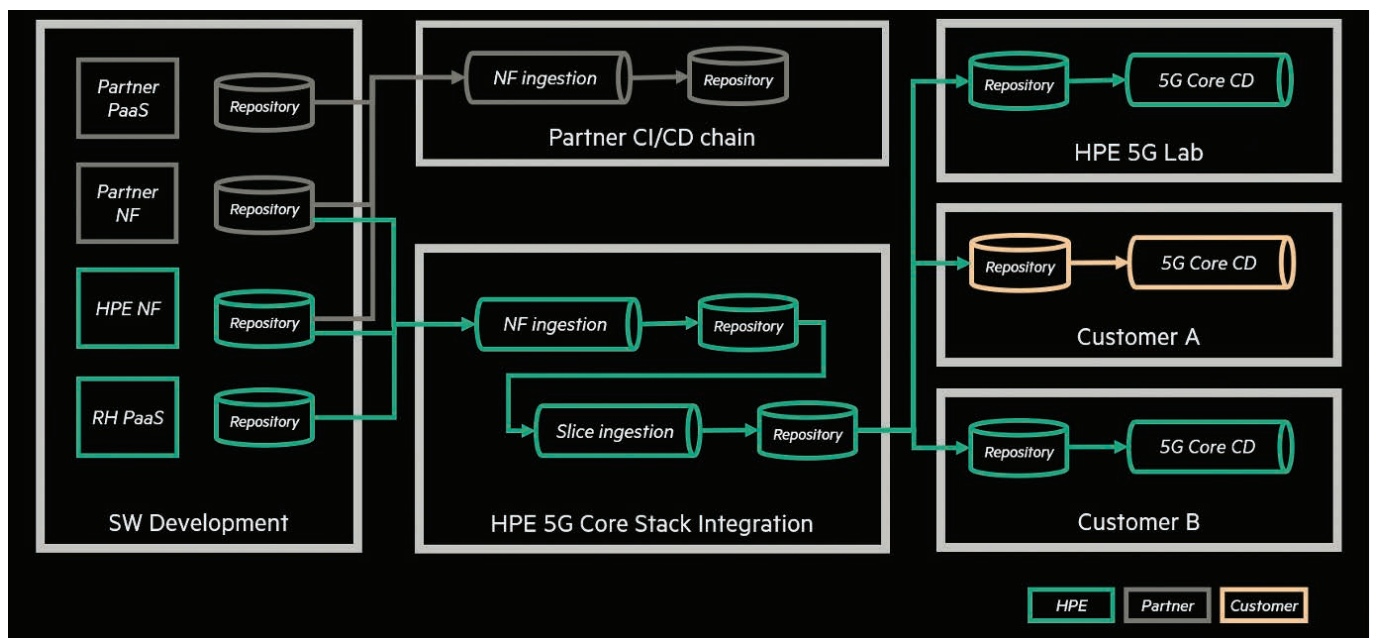 Partner
PaaS
Repository
Partner
NF
Repository
HPE NF
Repository
RH PaaS
Repository
SW Development
NF ingestion
Repository
Partner CI/CD chain
NF ingestion
Repository
Slice ingestion
Repository
HPE 5G Core Stack Integration
Repository
5G Core CD
HPE 5G Lab
Repository
5G Core CD
Customer A
Repository
5G Core CD
Customer B
HPE
Partner
Customer